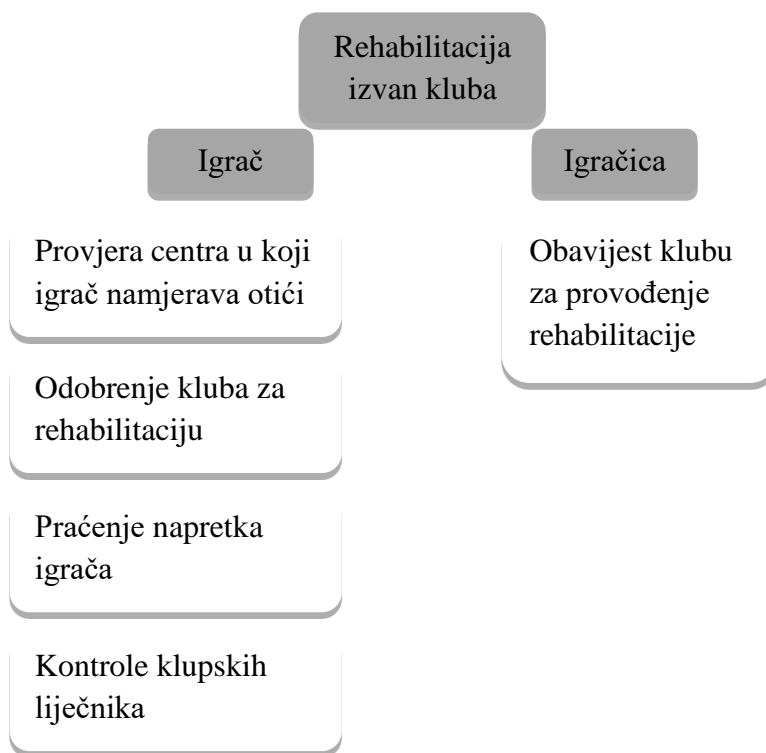 Rehabilitacija
izvan kluba
Igrač
Igračica
Provjera centra u koji
igrač namjerava otići
Odobrenje kluba za
rehabilitaciju
Praćenje napretka
igrača
Kontrole klupskih
liječnika
Obavijest klubu
za provođenje
rehabilitacije